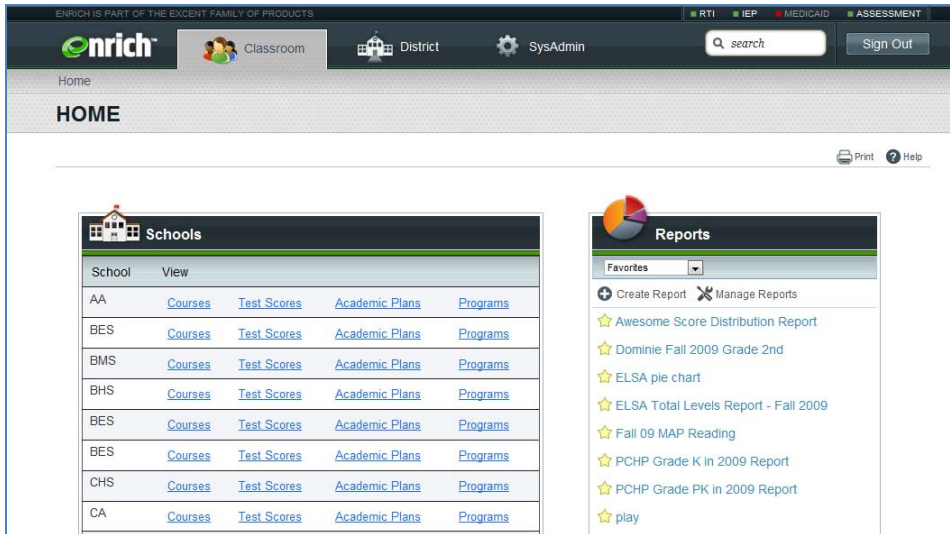 ENRICH IS PART OF THE EXCENT FAMILY OF PRODUCTS
RTI IEP MEDICAID ASSESSMENT
enrich™ Classroom District SysAdmin search Sign Out
Home
HOME
Print Help
Schools
School View
AA Courses Test Scores Academic Plans Programs
BES Courses Test Scores Academic Plans Programs
BMS Courses Test Scores Academic Plans Programs
BHS Courses Test Scores Academic Plans Programs
BES Courses Test Scores Academic Plans Programs
BES Courses Test Scores Academic Plans Programs
CHS Courses Test Scores Academic Plans Programs
CA Courses Test Scores Academic Plans Programs
Reports
Favorites
Create Report Manage Reports
Awesome Score Distribution Report
Dominie Fall 2009 Grade 2nd
ELSA pie chart
ELSA Total Levels Report - Fall 2009
Fall 09 MAP Reading
PCHP Grade K in 2009 Report
PCHP Grade PK in 2009 Report
play